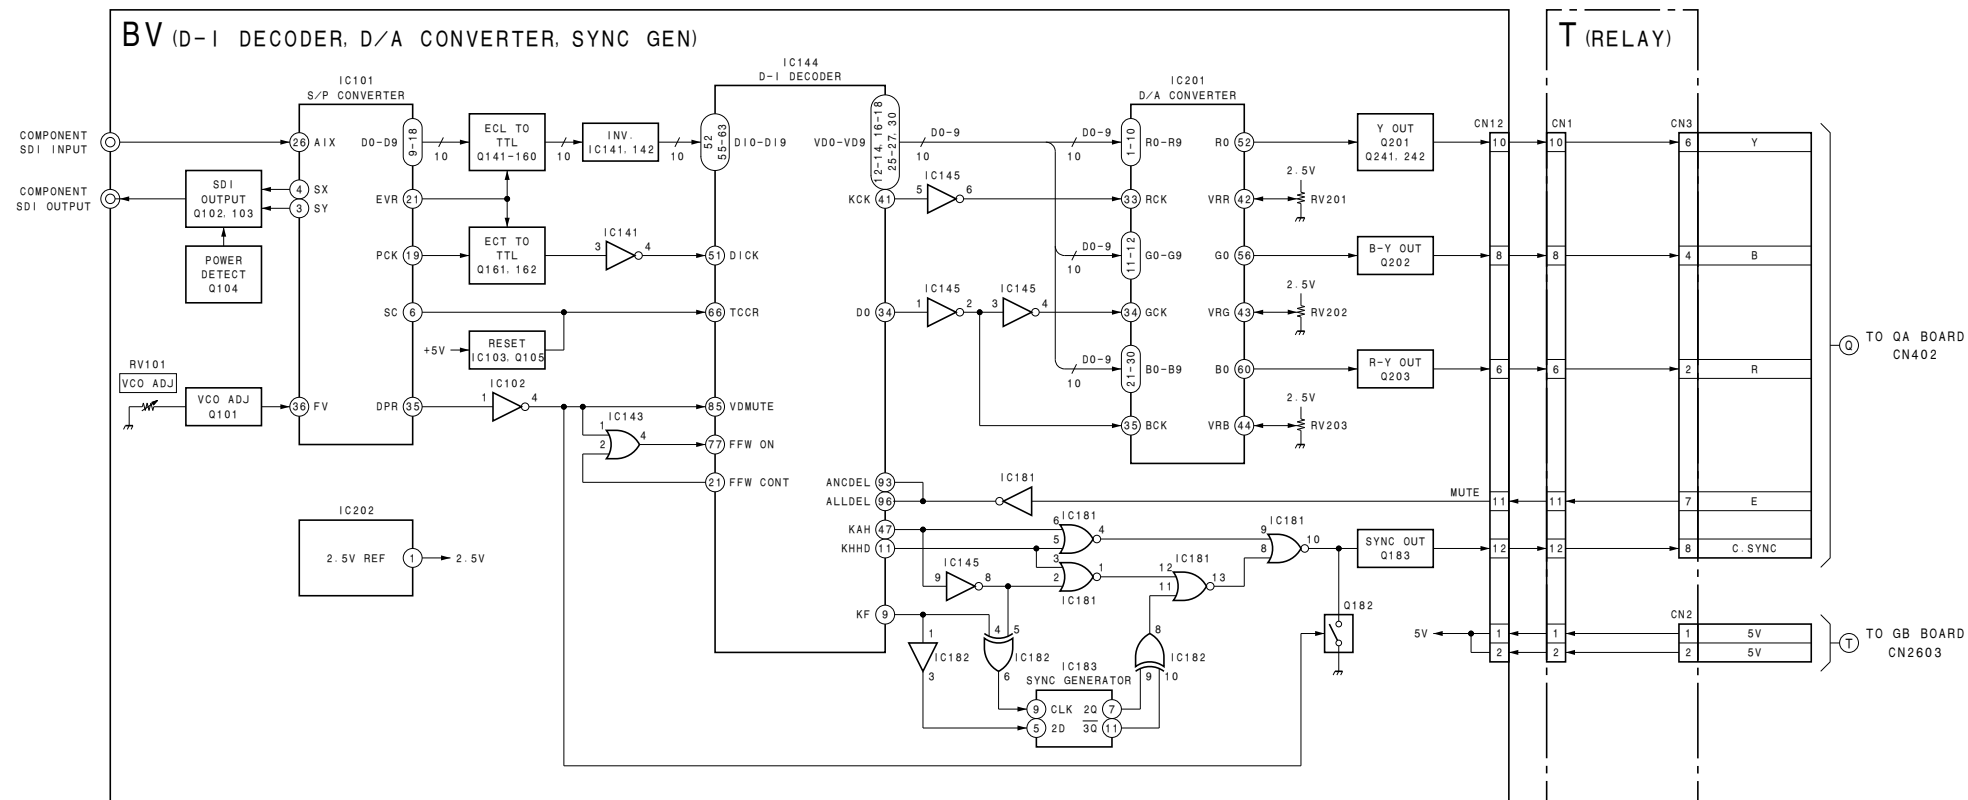 BV (D-I DECODER, D/A CONVERTER, SYNC GEN)
T (RELAY)
IC101
S/P CONVERTER
IC144
D-I DECODER
IC201
D/A CONVERTER
COMPONENT
SDI INPUT
COMPONENT
SDI OUTPUT
SDI
OUTPUT
Q102, 103
POWER
DETECT
Q104
RV101
VCO ADJ
VCO ADJ
Q101
26 AIX
4 SX
3 SY
36 FV
D0-D9 9-18
EVR 21
PCK 19
SC 6
DPR 35
10
ECL TO
TTL
Q141-160
10
INV.
IC141, 142
10
ECT TO
TTL
Q161, 162
3 IC141 4
+5V
RESET
IC103, Q105
1 IC102 4
IC143
1
2
4
52
55-63
DI0-DI9
51 DICK
66 TCCR
85 VDMUTE
77 FFW ON
21 FFW CONT
VD0-VD9
12-14, 16-18
25-27, 30
KCK 41
D0 34
ANCDEL 93
ALLDEL 96
KAH 47
KHHD 11
KF 9
D0-9
10
5 IC145 6
1 IC145 2
3 IC145 4
D0-9
10
D0-9
10
D0-9
10
1-10 R0-R9
33 RCK
11-12 G0-G9
34 GCK
21-30 B0-B9
35 BCK
R0 52
VRR 42
G0 56
VRG 43
B0 60
VRB 44
Y OUT
Q201
Q241, 242
2.5V
RV201
B-Y OUT
Q202
2.5V
RV202
R-Y OUT
Q203
2.5V
RV203
IC202
2.5V REF 1 2.5V
IC181
MUTE
6 IC181
5
4
3
2
1
IC181
9 IC145 8
12 IC181
11
13
9 IC181
8
10
SYNC OUT
Q183
Q182
1
IC182
3
4 5
IC182
6
IC183
SYNC GENERATOR
9 CLK 2Q 7
5 2D 3Q 11
8
IC182
9 10
5V
CN12
10
8
6
11
12
1
2
CN1
10
8
6
11
12
1
2
CN3
6 Y
4 B
2 R
7 E
8 C.SYNC
CN2
1 5V
2 5V
Q TO QA BOARD
CN402
T TO GB BOARD
CN2603